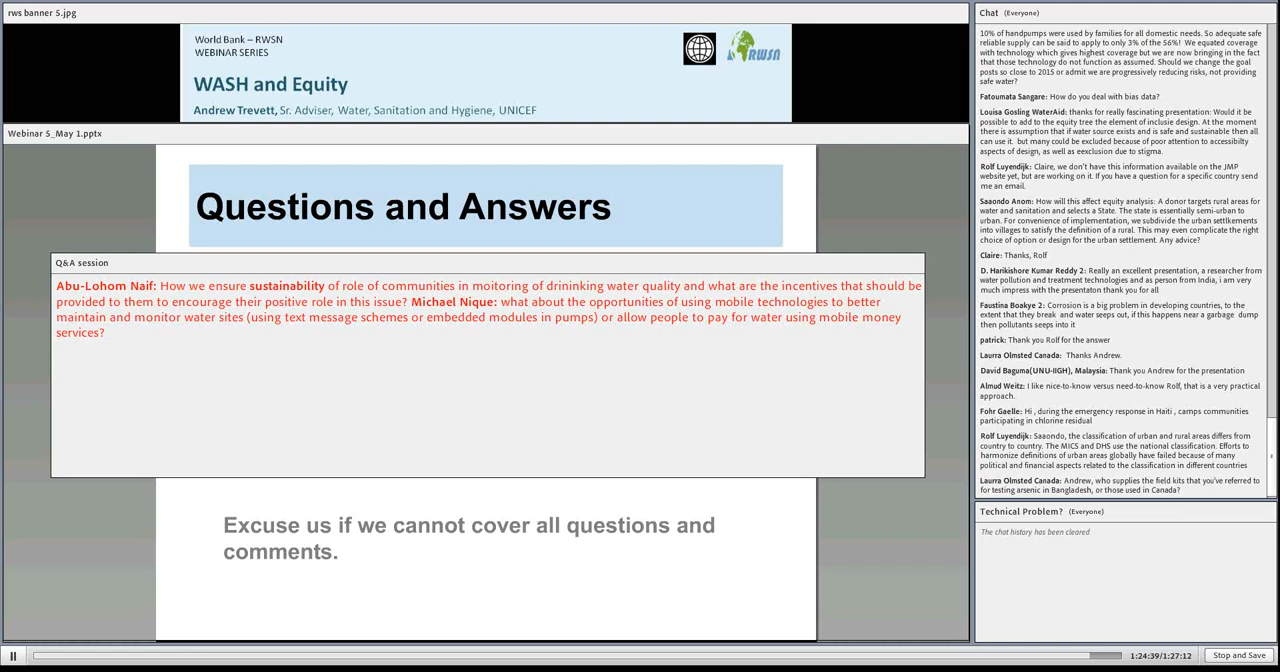 rws banner 5.jpg
World Bank – RWSN
WEBINAR SERIES
RWSN
WASH and Equity
Andrew Trevett, Sr. Adviser, Water, Sanitation and Hygiene, UNICEF
Webinar 5_May 1.pptx
Questions and Answers
Q&A session
Abu-Lohom Naif: How we ensure sustainability of role of communities in moitoring of drininking water quality and what are the incentives that should be
provided to them to encourage their positive role in this issue? Michael Nique: what about the opportunities of using mobile technologies to better
maintain and monitor water sites (using text message schemes or embedded modules in pumps) or allow people to pay for water using mobile money
services?
Excuse us if we cannot cover all questions and
comments.
Chat (Everyone)
10% of handpumps were used by families for all domestic needs. So adequate safe
reliable supply can be said to apply to only 3% of the 56%! We equated coverage
with technology which gives highest coverage but we are now bringing in the fact
that those technology do not function as assumed. Should we change the goal
posts so close to 2015 or admit we are progressively reducing risks, not providing
safe water?
Fatoumata Sangare: How do you deal with bias data?
Louisa Gosling WaterAid: thanks for really fascinating presentation: Would it be
possible to add to the equity tree the element of inclusie design. At the moment
there is assumption that if water source exists and is safe and sustainable then all
can use it. but many could be excluded because of poor attention to accessibilty
aspects of design, as well as eexclusion due to stigma.
Rolf Luyendijk: Claire, we don't have this information available on the JMP
website yet, but are working on it. If you have a question for a specific country send
me an email.
Saaondo Anom: How will this affect equity analysis: A donor targets rural areas for
water and sanitation and selects a State. The state is essentially semi-urban to
urban. For convenience of implementation, we subdivide the urban settlkements
into villages to satisfy the definition of a rural. This may even complicate the right
choice of option or design for the urban settlement. Any advice?
Claire: Thanks, Rolf
D. Harikishore Kumar Reddy 2: Really an excellent presentation, a researcher from
water pollution and treatment technologies and as person from India, i am very
much impress with the presentaton thank you for all
Faustina Boakye 2: Corrosion is a big problem in developing countries, to the
extent that they break and water seeps out, if this happens near a garbage dump
then pollutants seeps into it
patrick: Thank you Rolf for the answer
Laurra Olmsted Canada: Thanks Andrew.
David Baguma(UNU-IIGH), Malaysia: Thank you Andrew for the presentation
Almud Weitz: I like nice-to-know versus need-to-know Rolf, that is a very practical
approach.
Fohr Gaelle: Hi , during the emergency response in Haiti , camps communities
participating in chlorine residual
Rolf Luyendijk: Saaondo, the classification of urban and rural areas differs from
country to country. The MICS and DHS use the national classification. Efforts to
harmonize definitions of urban areas globally have failed because of many
political and financial aspects related to the classification in different countries
Laurra Olmsted Canada: Andrew, who supplies the field kits that you've referred to
for testing arsenic in Bangladesh, or those used in Canada?
Technical Problem? (Everyone)
The chat history has been cleared
1:24:39/1:27:12
Stop and Save